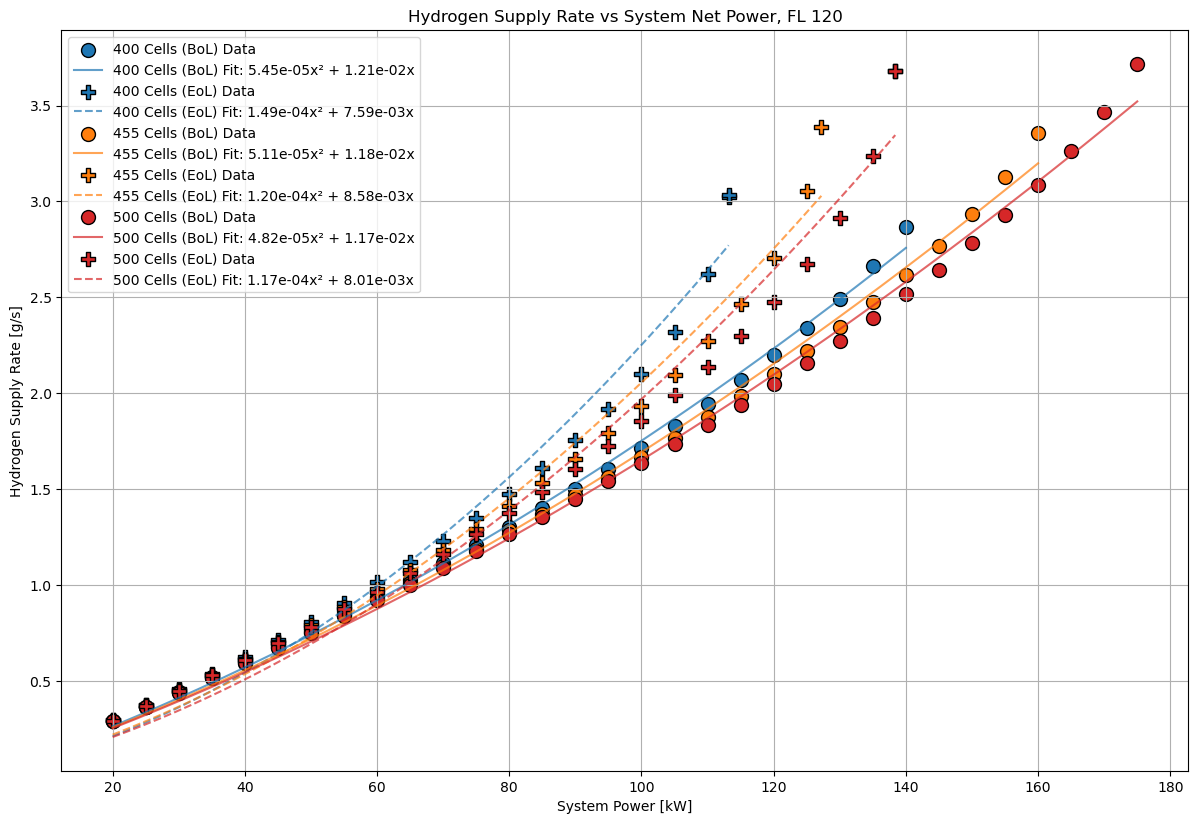 Hydrogen Supply Rate vs System Net Power, FL 120
400 Cells (BoL) Data
400 Cells (BoL) Fit: 5.45e-05x² + 1.21e-02x
400 Cells (EoL) Data
400 Cells (EoL) Fit: 1.49e-04x² + 7.59e-03x
455 Cells (BoL) Data
455 Cells (BoL) Fit: 5.11e-05x² + 1.18e-02x
455 Cells (EoL) Data
455 Cells (EoL) Fit: 1.20e-04x² + 8.58e-03x
500 Cells (BoL) Data
500 Cells (BoL) Fit: 4.82e-05x² + 1.17e-02x
500 Cells (EoL) Data
500 Cells (EoL) Fit: 1.17e-04x² + 8.01e-03x
Hydrogen Supply Rate [g/s]
3.5
3.0
2.5
2.0
1.5
1.0
0.5
20 40 60 80 100 120 140 160 180
System Power [kW]